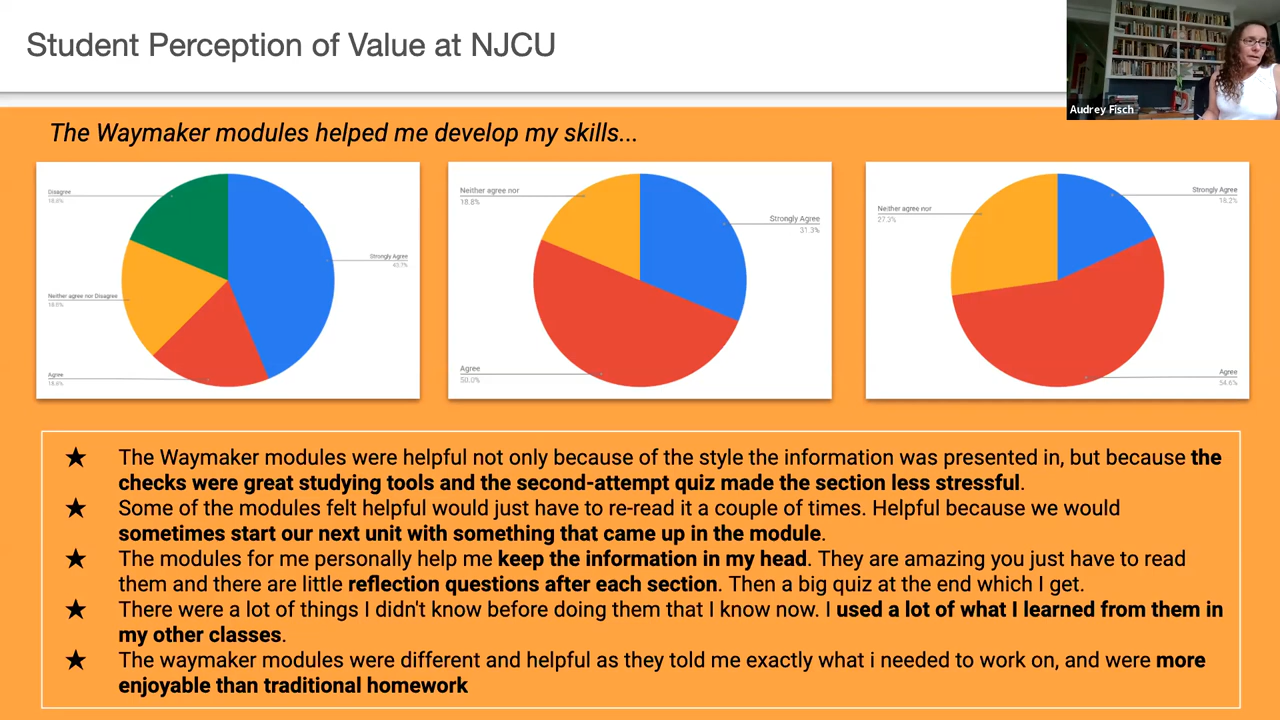 Student Perception of Value at NJCU
Audrey Fisch
The Waymaker modules helped me develop my skills...
Disagree
18.8%
Strongly Agree
43.7%
Neither agree nor Disagree
18.8%
Agree
18.8%
Neither agree nor
18.8%
Strongly Agree
31.3%
Agree
50.0%
Strongly Agree
18.2%
Neither agree nor
27.3%
Agree
54.6%
★ The Waymaker modules were helpful not only because of the style the information was presented in, but because the
checks were great studying tools and the second-attempt quiz made the section less stressful.
★ Some of the modules felt helpful would just have to re-read it a couple of times. Helpful because we would
sometimes start our next unit with something that came up in the module.
★ The modules for me personally help me keep the information in my head. They are amazing you just have to read
them and there are little reflection questions after each section. Then a big quiz at the end which I get.
★ There were a lot of things I didn't know before doing them that I know now. I used a lot of what I learned from them in
my other classes.
★ The waymaker modules were different and helpful as they told me exactly what i needed to work on, and were more
enjoyable than traditional homework